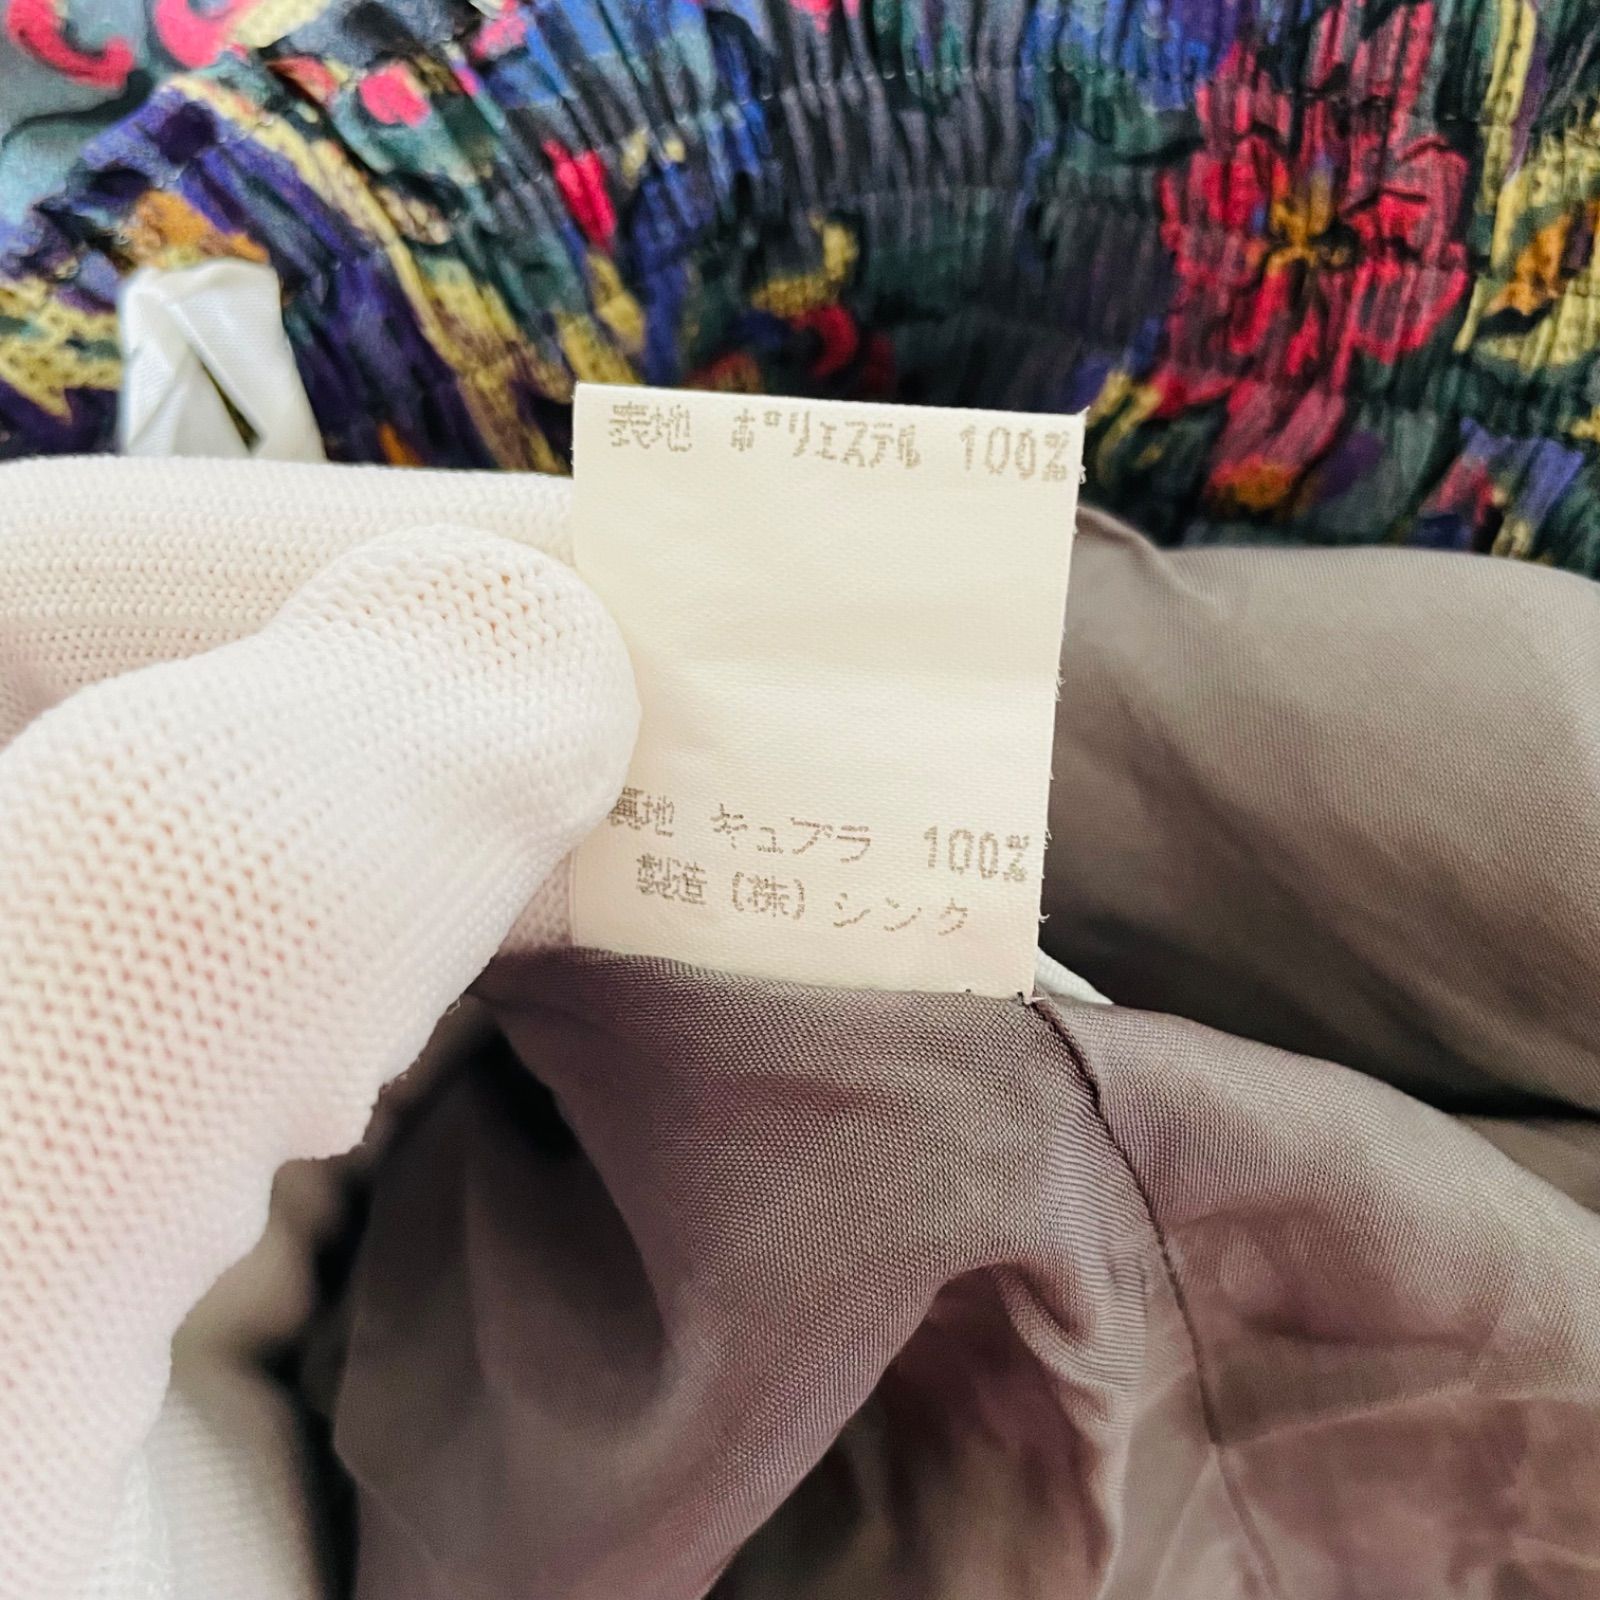 表地 ポリエステル 100%
裏地 キュプラ 100%
製造 (株) シンク